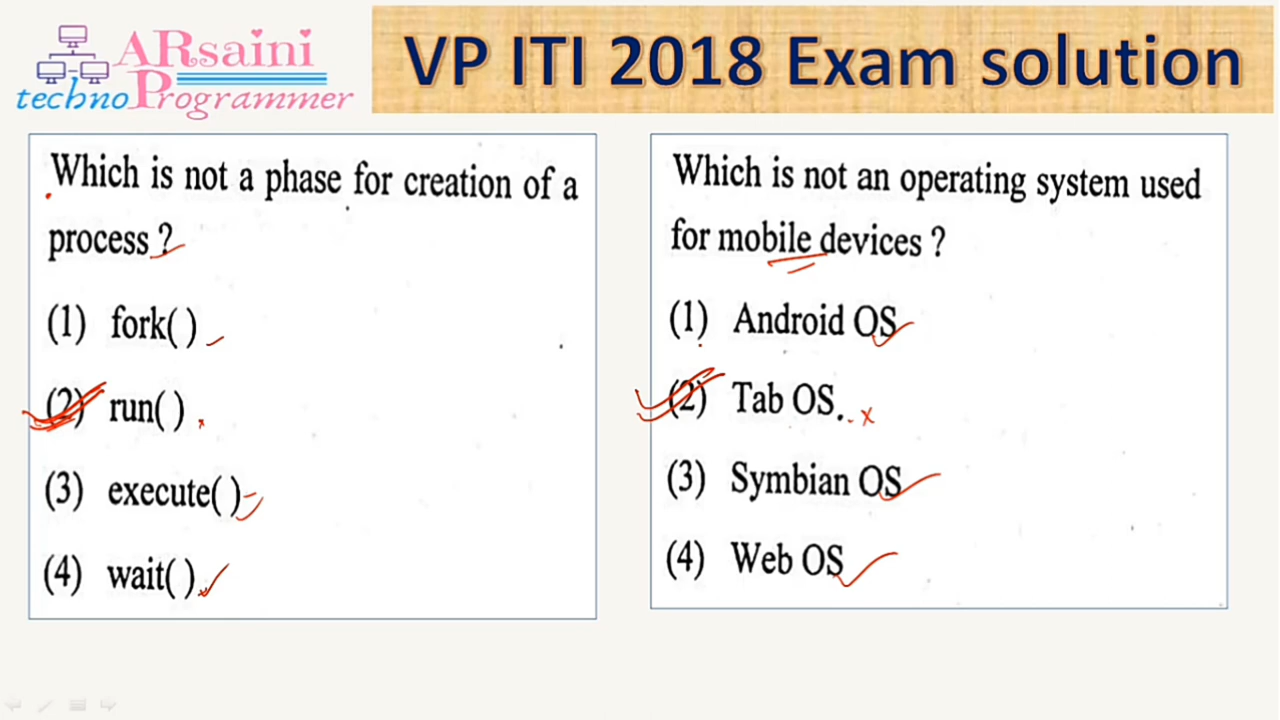 ARsaini
techno Programmer
VP ITI 2018 Exam solution
Which is not a phase for creation of a
process ?
(1) fork( )
(2) run( )
(3) execute( )
(4) wait( )
Which is not an operating system used
for mobile devices ?
(1) Android OS
(2) Tab OS.
(3) Symbian OS
(4) Web OS